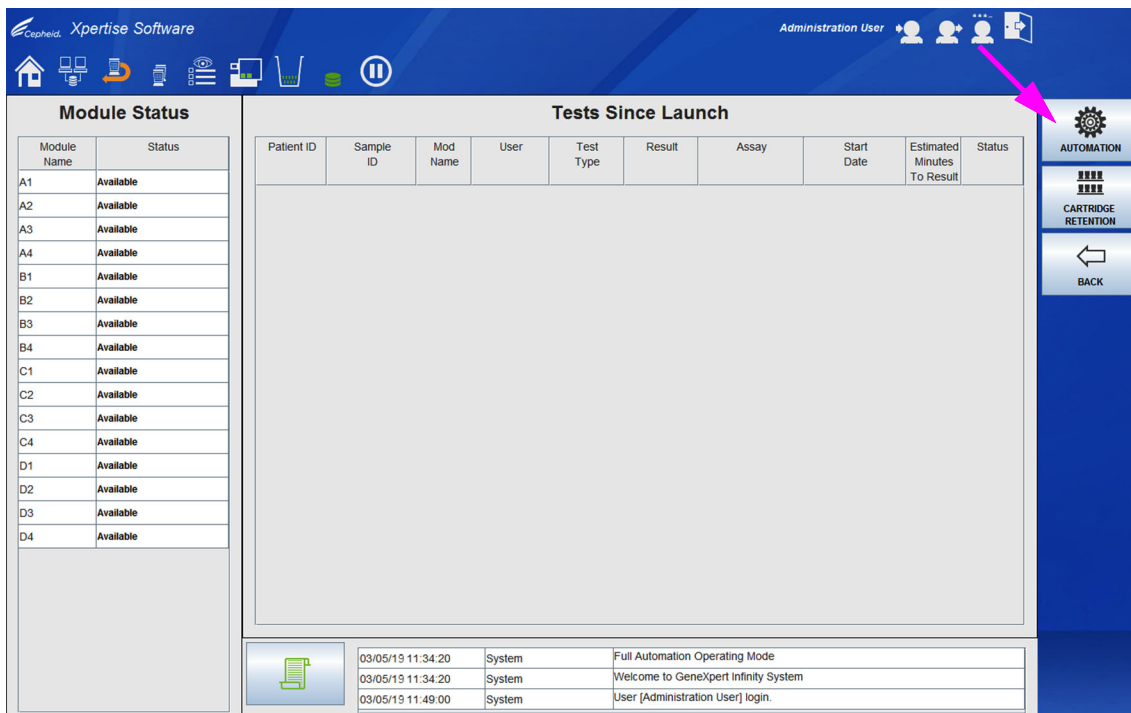 Cepheid. Xpertise Software
Administration User
Module Status
Module Name Status
A1 Available
A2 Available
A3 Available
A4 Available
B1 Available
B2 Available
B3 Available
B4 Available
C1 Available
C2 Available
C3 Available
C4 Available
D1 Available
D2 Available
D3 Available
D4 Available
Tests Since Launch
Patient ID Sample ID Mod Name User Test Type Result Assay Start Date Estimated Minutes To Result Status
03/05/19 11:34:20 System Full Automation Operating Mode
03/05/19 11:34:20 System Welcome to GeneXpert Infinity System
03/05/19 11:49:00 System User [Administration User] login.
AUTOMATION
CARTRIDGE
RETENTION
BACK